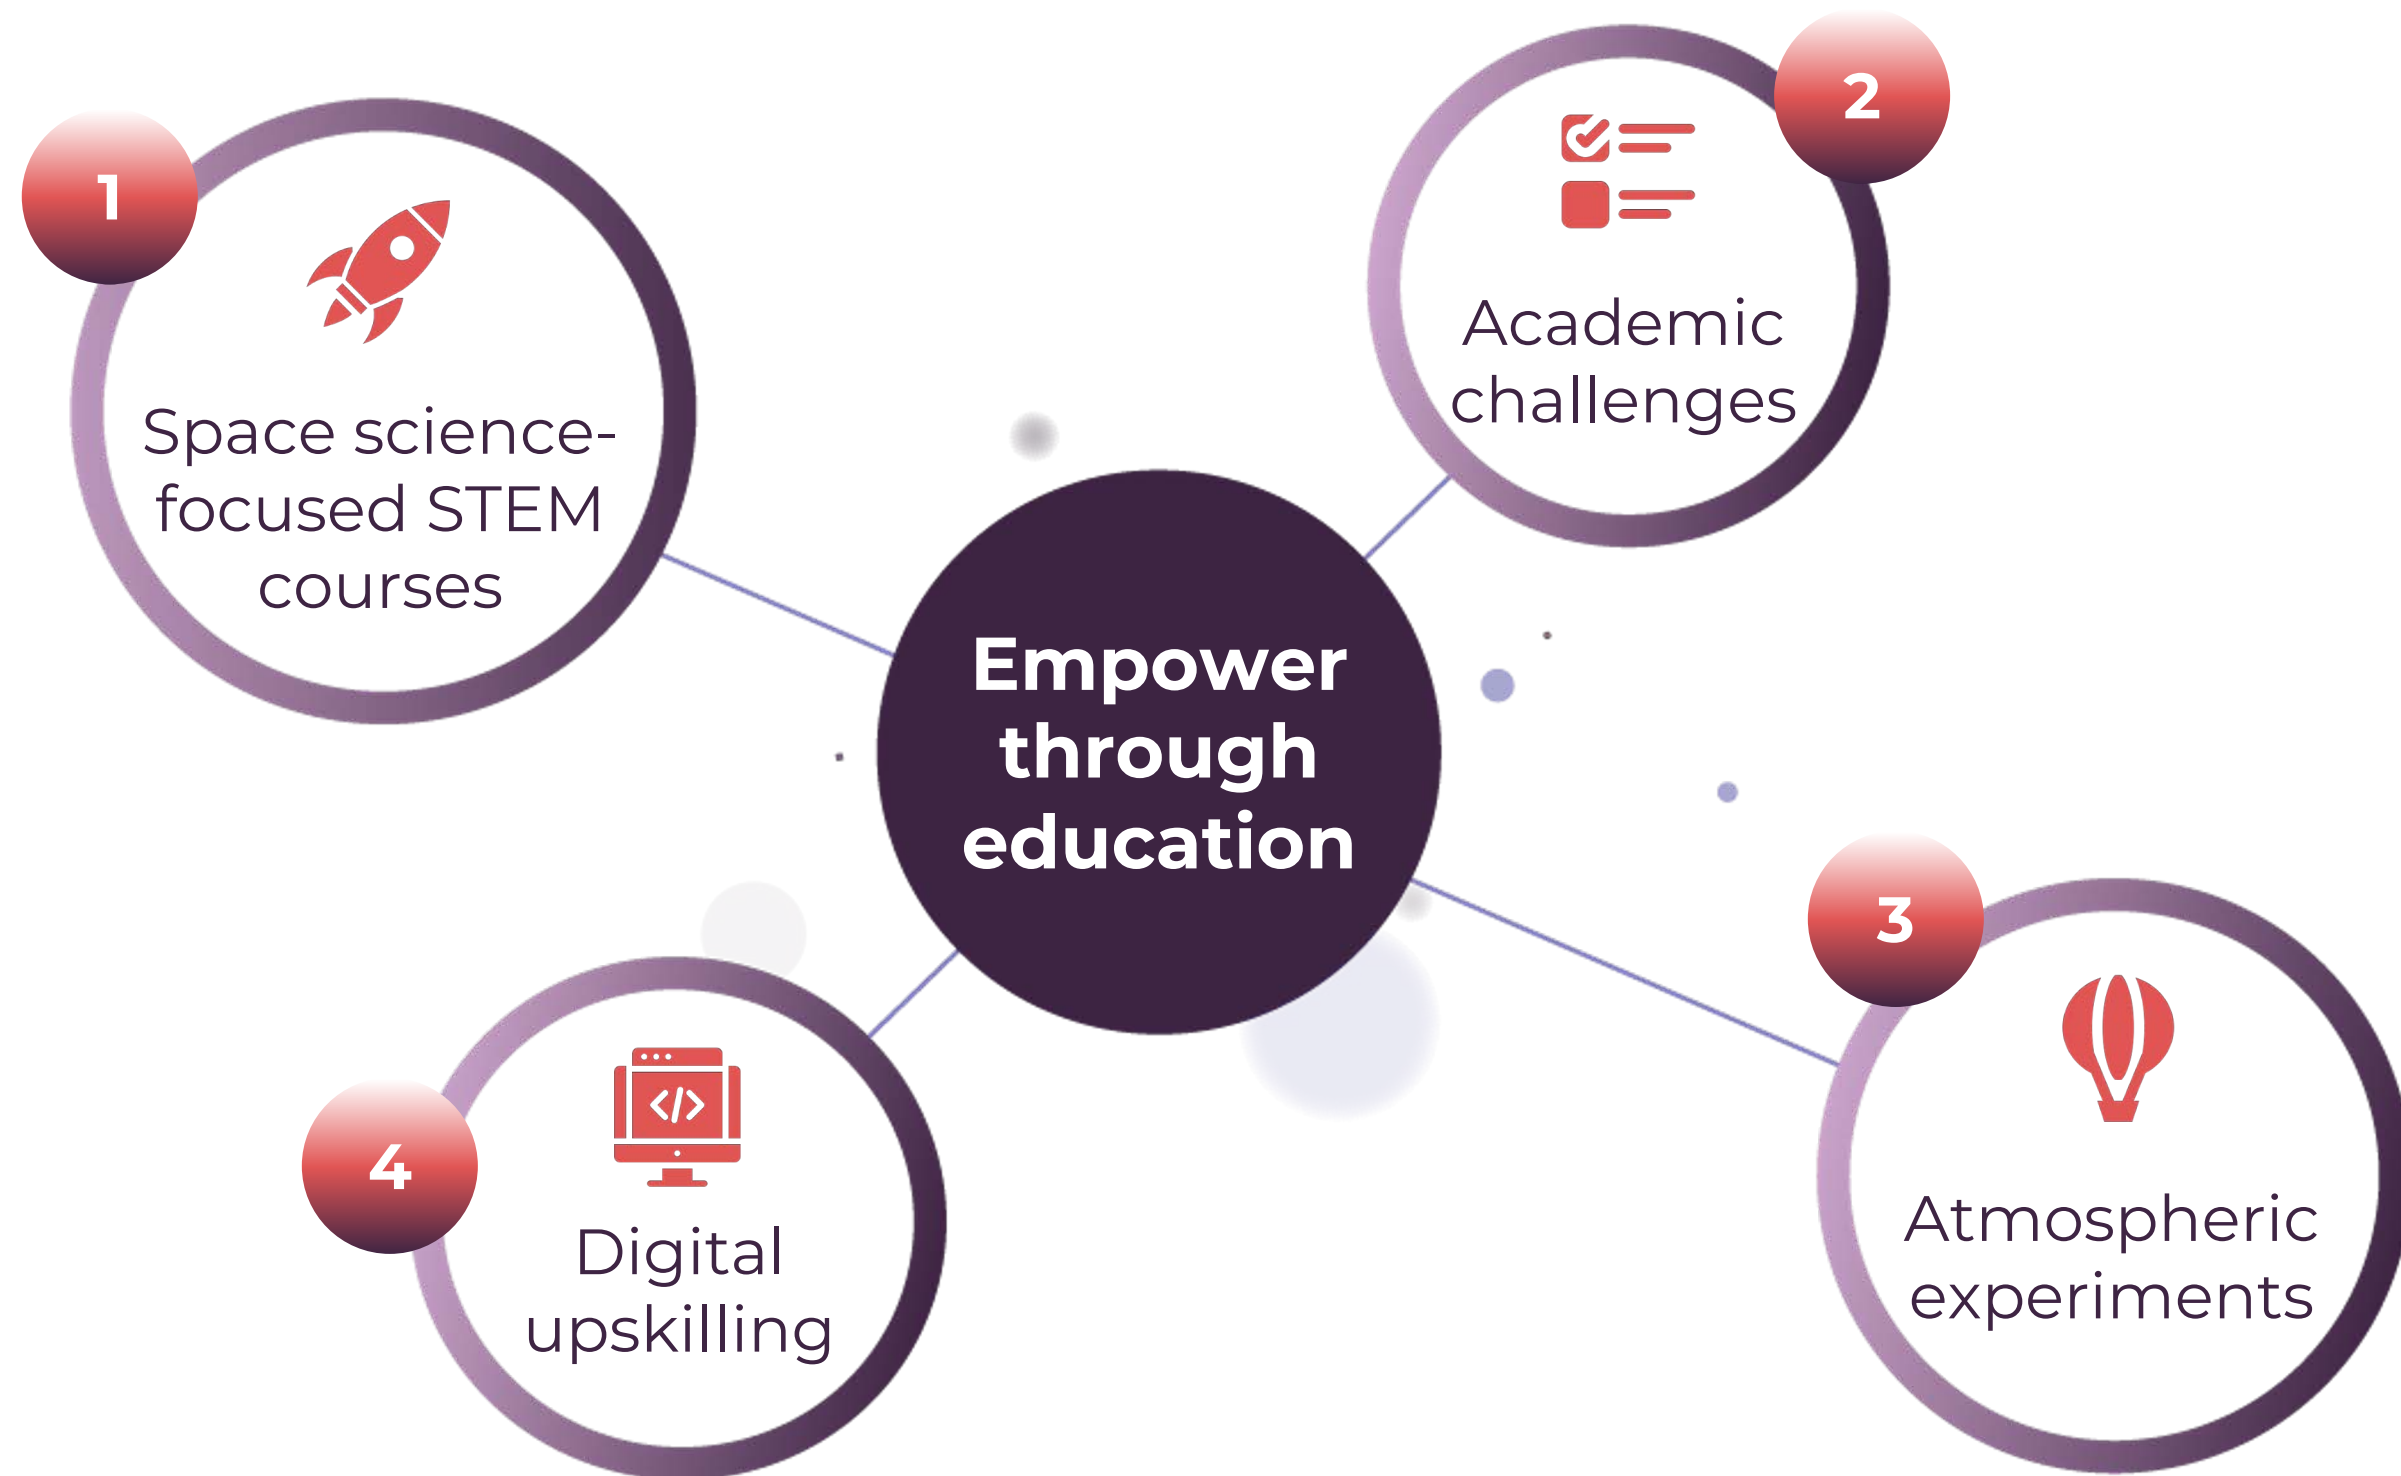 1
Space science-
focused STEM
courses
2
Academic
challenges
Empower
through
education
3
Atmospheric
experiments
4
Digital
upskilling